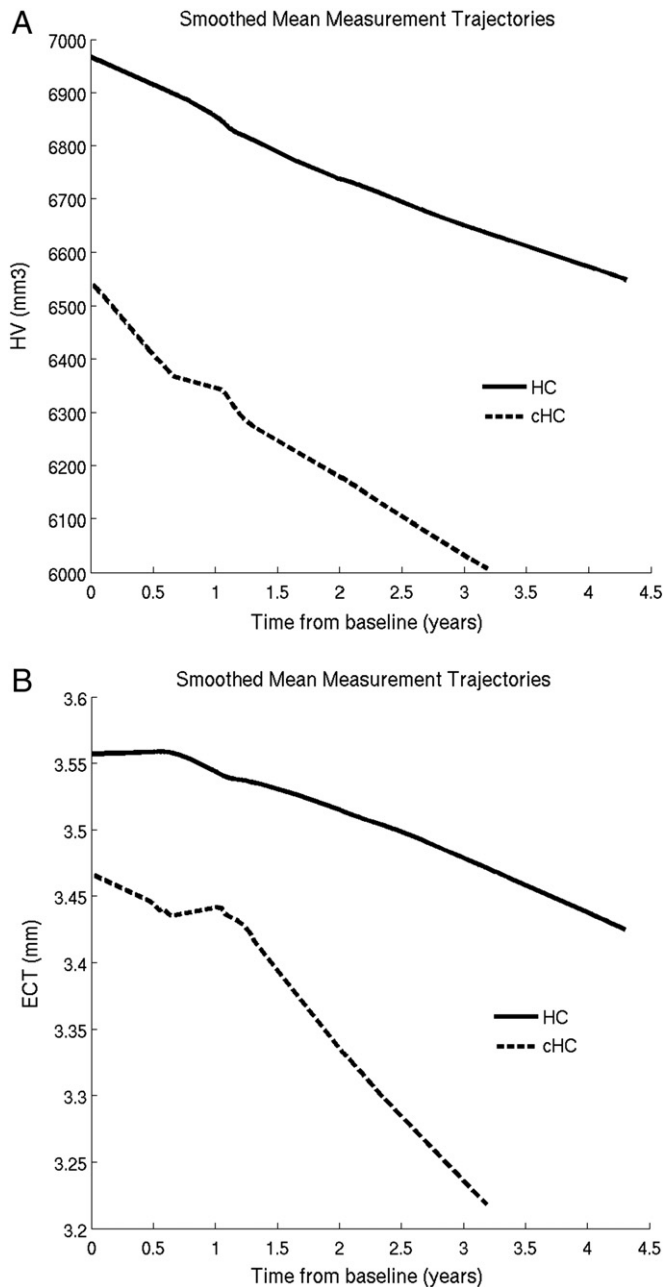 A
Smoothed Mean Measurement Trajectories
7000
6900
6800
6700
6600
6500
6400
6300
6200
6100
6000
HV (mm3)
HC
cHC
0 0.5 1 1.5 2 2.5 3 3.5 4 4.5
Time from baseline (years)
B
Smoothed Mean Measurement Trajectories
3.6
3.55
3.5
3.45
3.4
3.35
3.3
3.25
3.2
ECT (mm)
HC
cHC
0 0.5 1 1.5 2 2.5 3 3.5 4 4.5
Time from baseline (years)